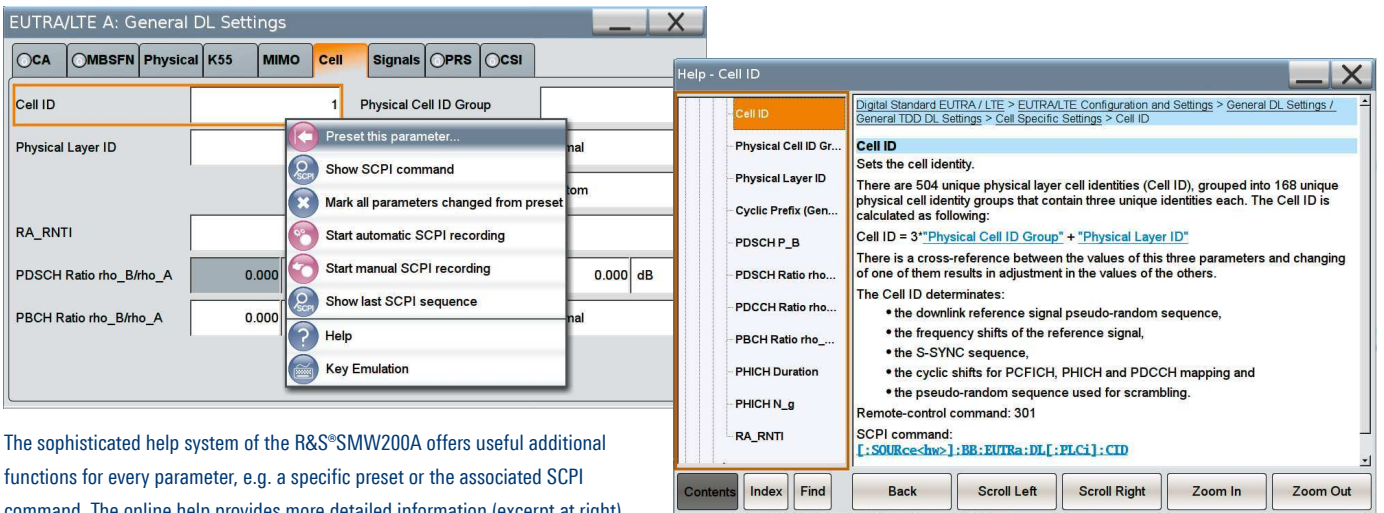 EUTRA/LTE A: General DL Settings
CA MBSFN Physical K55 MIMO Cell Signals PRS CSI
Cell ID 1 Physical Cell ID Group
Physical Layer ID
RA_RNTI
PDSCH Ratio rho_B/rho_A 0.000 0.000 dB
PBCH Ratio rho_B/rho_A 0.000
Preset this parameter...
Show SCPI command
Mark all parameters changed from preset
Start automatic SCPI recording
Start manual SCPI recording
Show last SCPI sequence
Help
Key Emulation
The sophisticated help system of the R&S®SMW200A offers useful additional
functions for every parameter, e.g. a specific preset or the associated SCPI
command. The online help provides more detailed information (excerpt at right).
Help - Cell ID
Cell ID
Physical Cell ID Gr...
Physical Layer ID
Cyclic Prefix (Gen...
PDSCH P_B
PDSCH Ratio rho...
PDCCH Ratio rho...
PBCH Ratio rho_...
PHICH Duration
PHICH N_g
RA_RNTI
Digital Standard EUTRA / LTE > EUTRA/LTE Configuration and Settings > General DL Settings /
General TDD DL Settings > Cell Specific Settings > Cell ID
Cell ID
Sets the cell identity.
There are 504 unique physical layer cell identities (Cell ID), grouped into 168 unique
physical cell identity groups that contain three unique identities each. The Cell ID is
calculated as following:
Cell ID = 3*"Physical Cell ID Group" + "Physical Layer ID"
There is a cross-reference between the values of this three parameters and changing
of one of them results in adjustment in the values of the others.
The Cell ID determinates:
• the downlink reference signal pseudo-random sequence,
• the frequency shifts of the reference signal,
• the S-SYNC sequence,
• the cyclic shifts for PCFICH, PHICH and PDCCH mapping and
• the pseudo-random sequence used for scrambling.
Remote-control command: 301
SCPI command:
[:SOURce<hw>]:BB:EUTRa:DL[:PLCi]:CID
Contents Index Find Back Scroll Left Scroll Right Zoom In Zoom Out